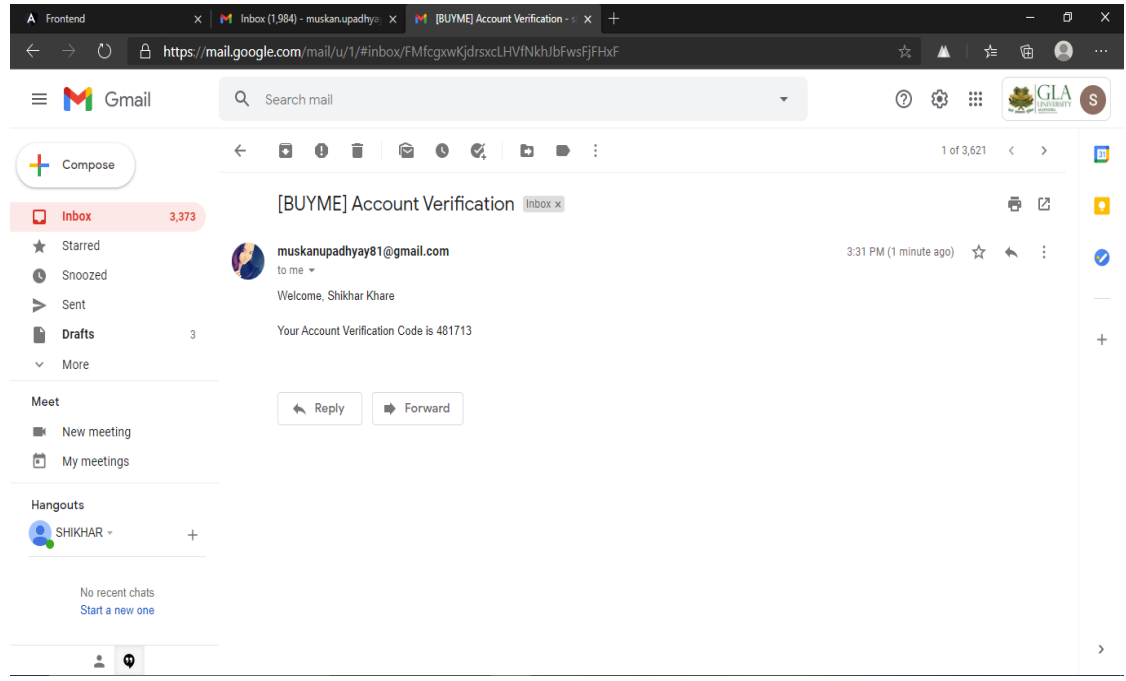 Frontend
Inbox (1,984) - muskan.upadhya
[BUYME] Account Verification - s
https://mail.google.com/mail/u/1/#inbox/FMfcgxwKjdrsxcLHVfNkhJbFwsFjFHxF
Gmail
Search mail
GLA
UNIVERSITY
S
Compose
1 of 3,621
31
[BUYME] Account Verification
Inbox x
Inbox 3,373
Starred
Snoozed
Sent
Drafts 3
More
muskanupadhyay81@gmail.com
3:31 PM (1 minute ago)
to me
Welcome, Shikhar Khare
Your Account Verification Code is 481713
Reply
Forward
Meet
New meeting
My meetings
Hangouts
SHIKHAR
No recent chats
Start a new one